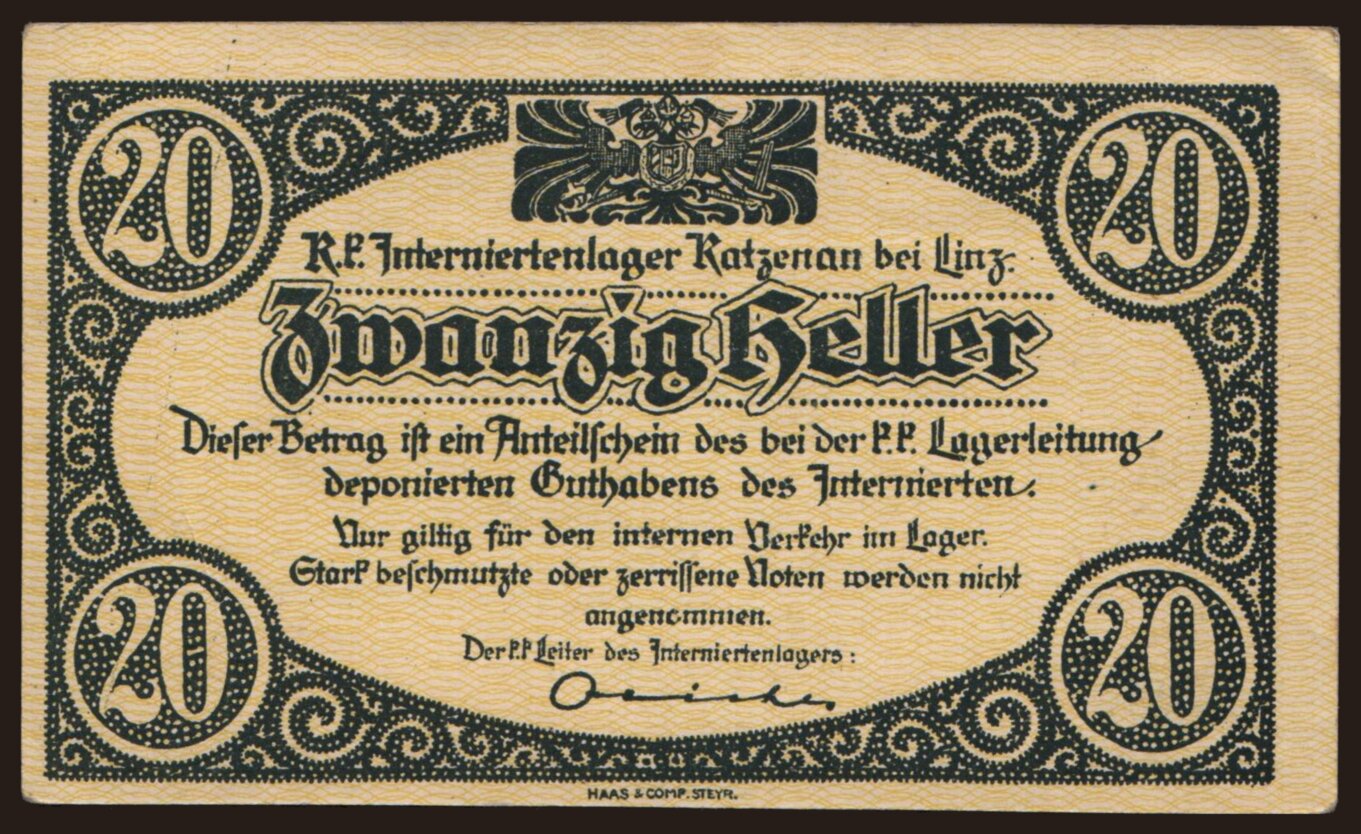 20 20
K.k. Interniertenlager Katzenau bei Linz.
Zwanzig Heller
Dieser Betrag ist ein Anteilschein des bei der k.k. Lagerleitung
deponierten Guthabens des Internierten.
Nur giltig für den internen Verkehr im Lager.
Stark beschmutzte oder zerrissene Noten werden nicht
angenommen.
Der k.k Leiter des Interniertenlagers:
20 20
HAAS & COMP. STEYR.